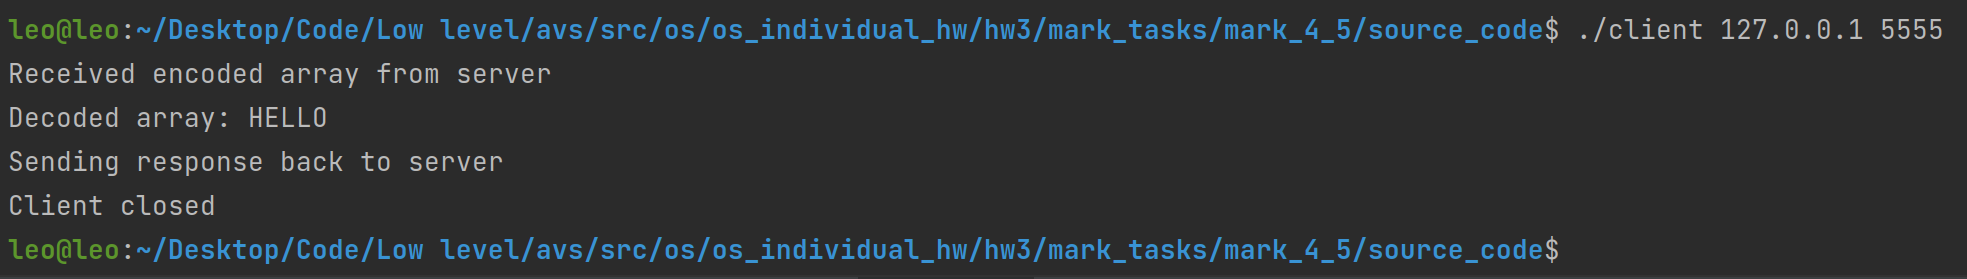 leo@leo:~/Desktop/Code/Low level/avs/src/os/os_individual_hw/hw3/mark_tasks/mark_4_5/source_code$ ./client 127.0.0.1 5555
Received encoded array from server
Decoded array: HELLO
Sending response back to server
Client closed
leo@leo:~/Desktop/Code/Low level/avs/src/os/os_individual_hw/hw3/mark_tasks/mark_4_5/source_code$